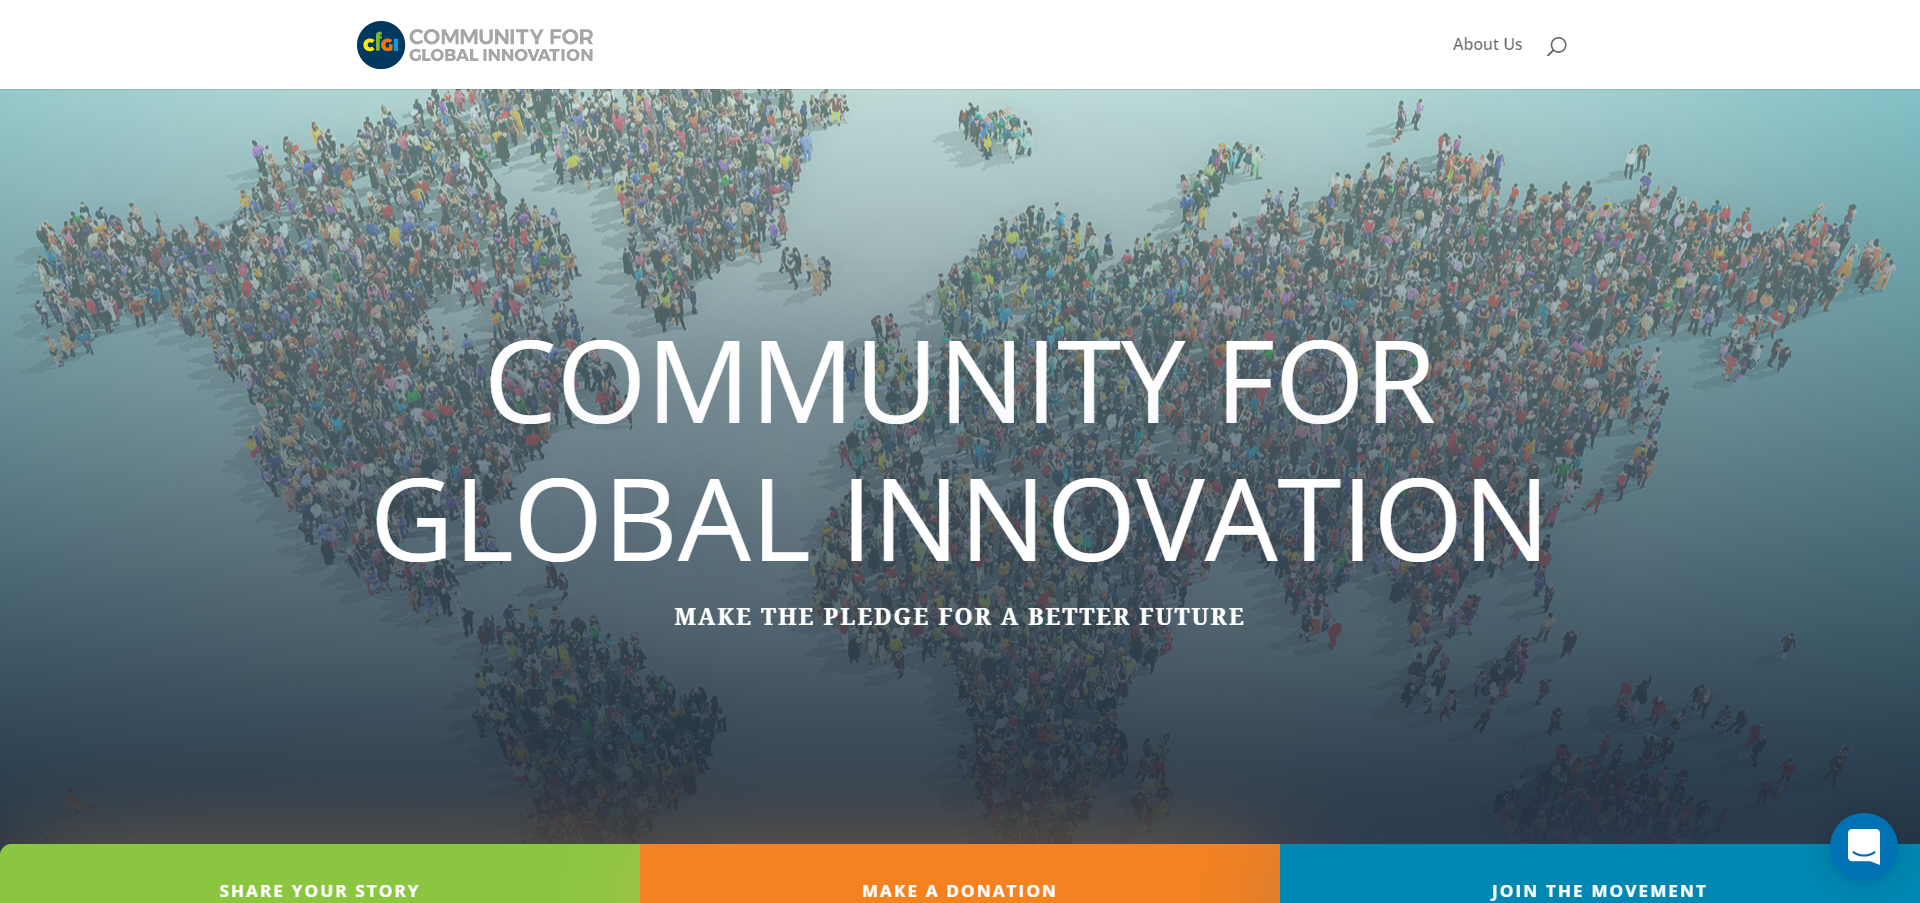 cfgi
COMMUNITY FOR
GLOBAL INNOVATION
About Us
COMMUNITY FOR
GLOBAL INNOVATION
MAKE THE PLEDGE FOR A BETTER FUTURE
SHARE YOUR STORY
MAKE A DONATION
JOIN THE MOVEMENT